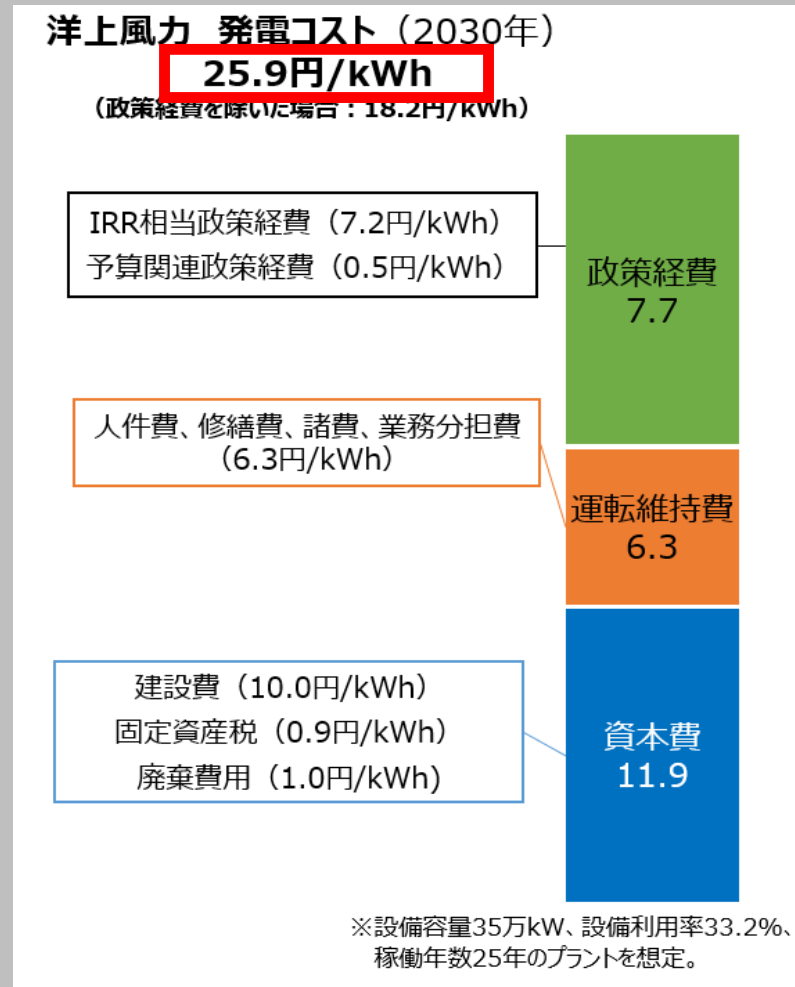 洋上風力 発電コスト（2030年）
25.9円/kWh
（政策経費を除いた場合：18.2円/kWh）
IRR相当政策経費（7.2円/kWh）
予算関連政策経費（0.5円/kWh）
政策経費
7.7
人件費、修繕費、諸費、業務分担費
（6.3円/kWh）
運転維持費
6.3
建設費（10.0円/kWh）
固定資産税（0.9円/kWh）
廃棄費用（1.0円/kWh)
資本費
11.9
※設備容量35万kW、設備利用率33.2%、
稼働年数25年のプラントを想定。